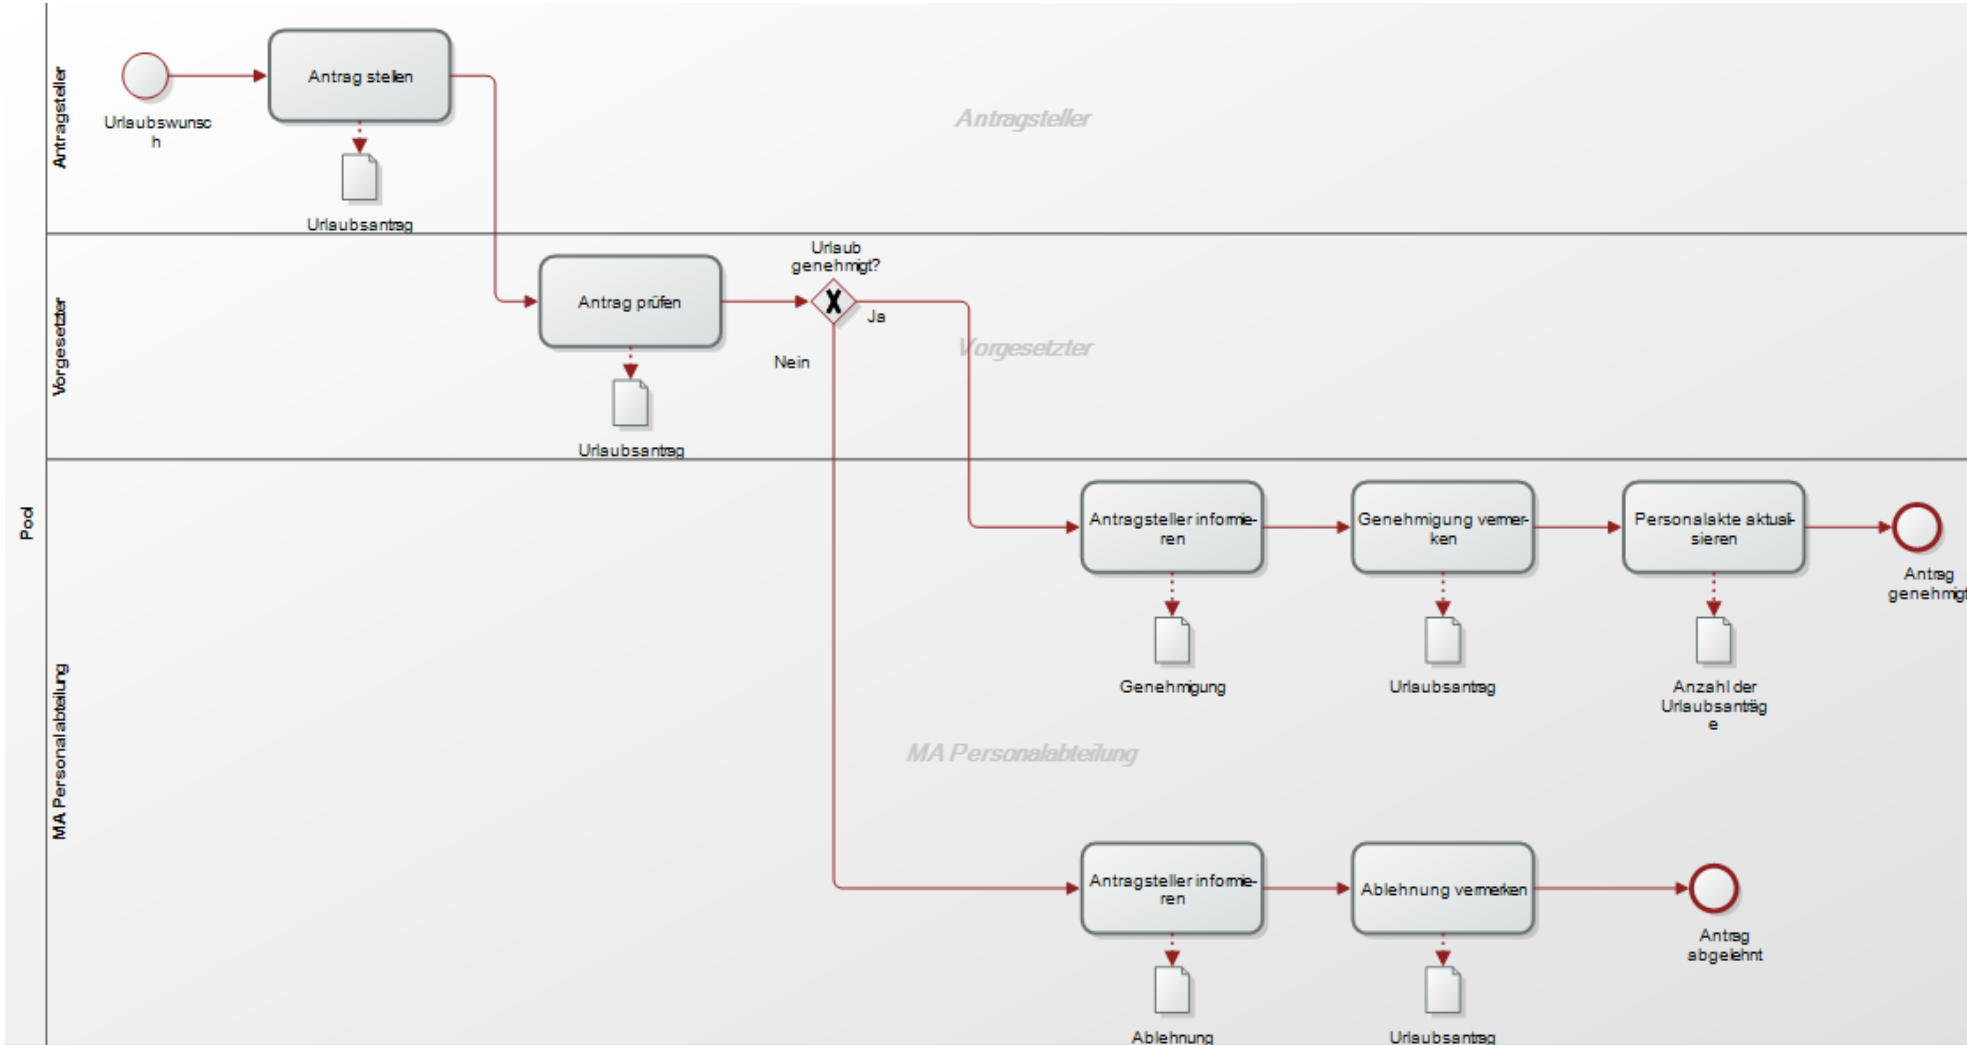 Pool
Antragsteller
Urlaubswunsc
h
Antrag stellen
Urlaubsantrag
Antragsteller
Vorgesetzter
Antrag prüfen
Urlaubsantrag
Urlaub
genehmigt?
Ja
Nein
Vorgesetzter
MA Personalabteilung
Antragsteller informie-
ren
Genehmigung
Genehmigung vermer-
ken
Urlaubsantrag
Personalakte aktuali-
sieren
Anzahl der
Urlaubsanträg
e
Antrag
genehmigt
MA Personalabteilung
Antragsteller informie-
ren
Ablehnung
Ablehnung vermerken
Urlaubsantrag
Antrag
abgelehnt